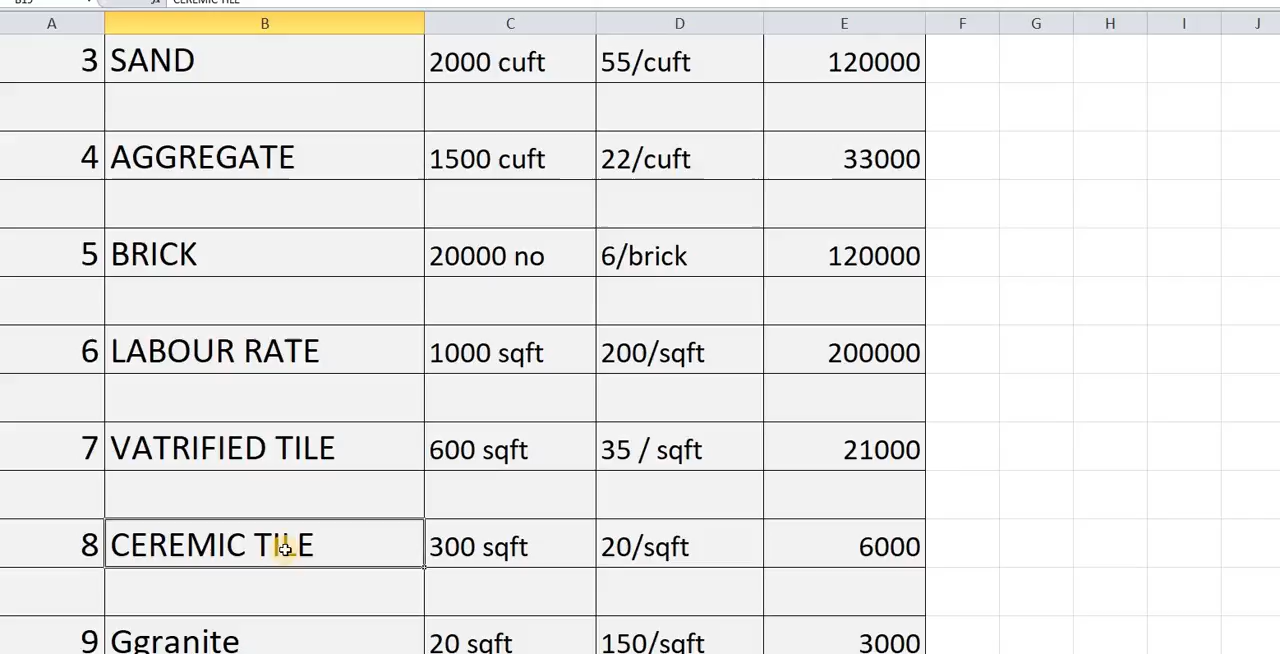 CEREMIC TILE
A B C D E F G H I J
3 SAND 2000 cuft 55/cuft 120000
4 AGGREGATE 1500 cuft 22/cuft 33000
5 BRICK 20000 no 6/brick 120000
6 LABOUR RATE 1000 sqft 200/sqft 200000
7 VATRIFIED TILE 600 sqft 35 / sqft 21000
8 CEREMIC TILE 300 sqft 20/sqft 6000
9 Ggranite 20 sqft 150/sqft 3000